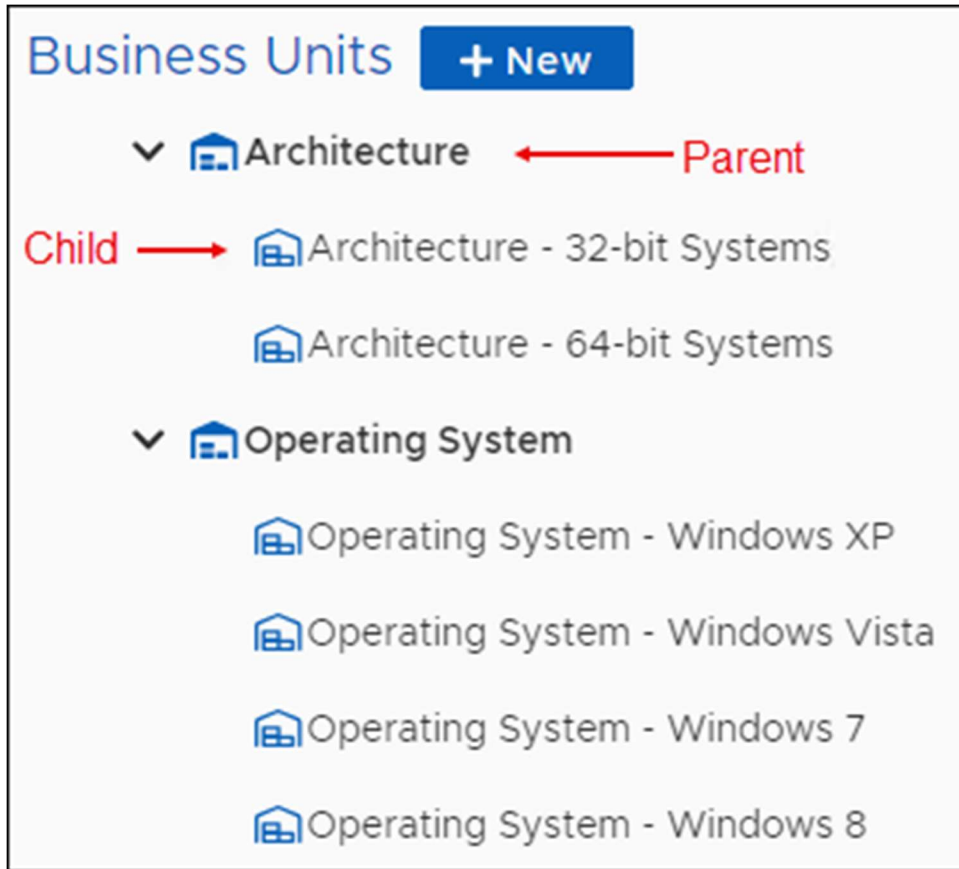 Business Units + New
Architecture Parent
Child Architecture - 32-bit Systems
Architecture - 64-bit Systems
Operating System
Operating System - Windows XP
Operating System - Windows Vista
Operating System - Windows 7
Operating System - Windows 8